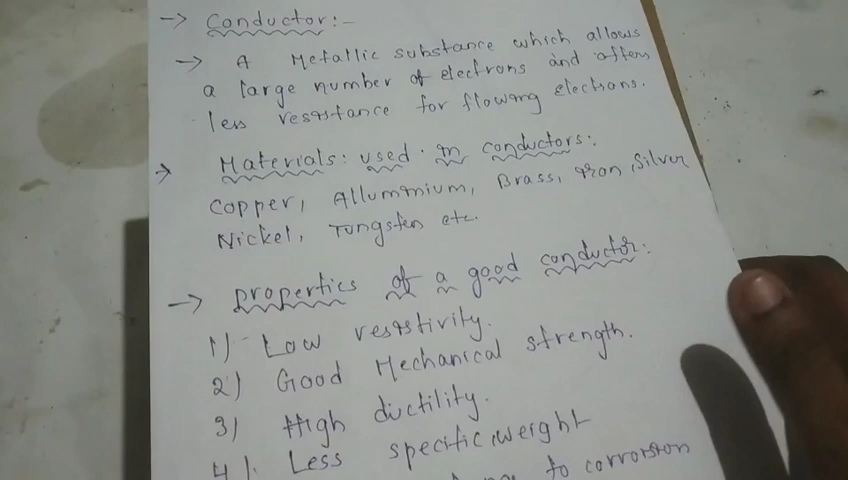 → Conductor:-
→ A Metallic substance which allows
a large number of electrons and offers
less resistance for flowing electrons.
→ Materials: used in conductors:
Copper, Alluminium, Brass, Iron, Silver
Nickel, Tungsten etc.
→ properties of a good conductor:
1) Low resistivity.
2) Good Mechanical strength.
3) High ductility.
4) Less specific weight
to corrorsion